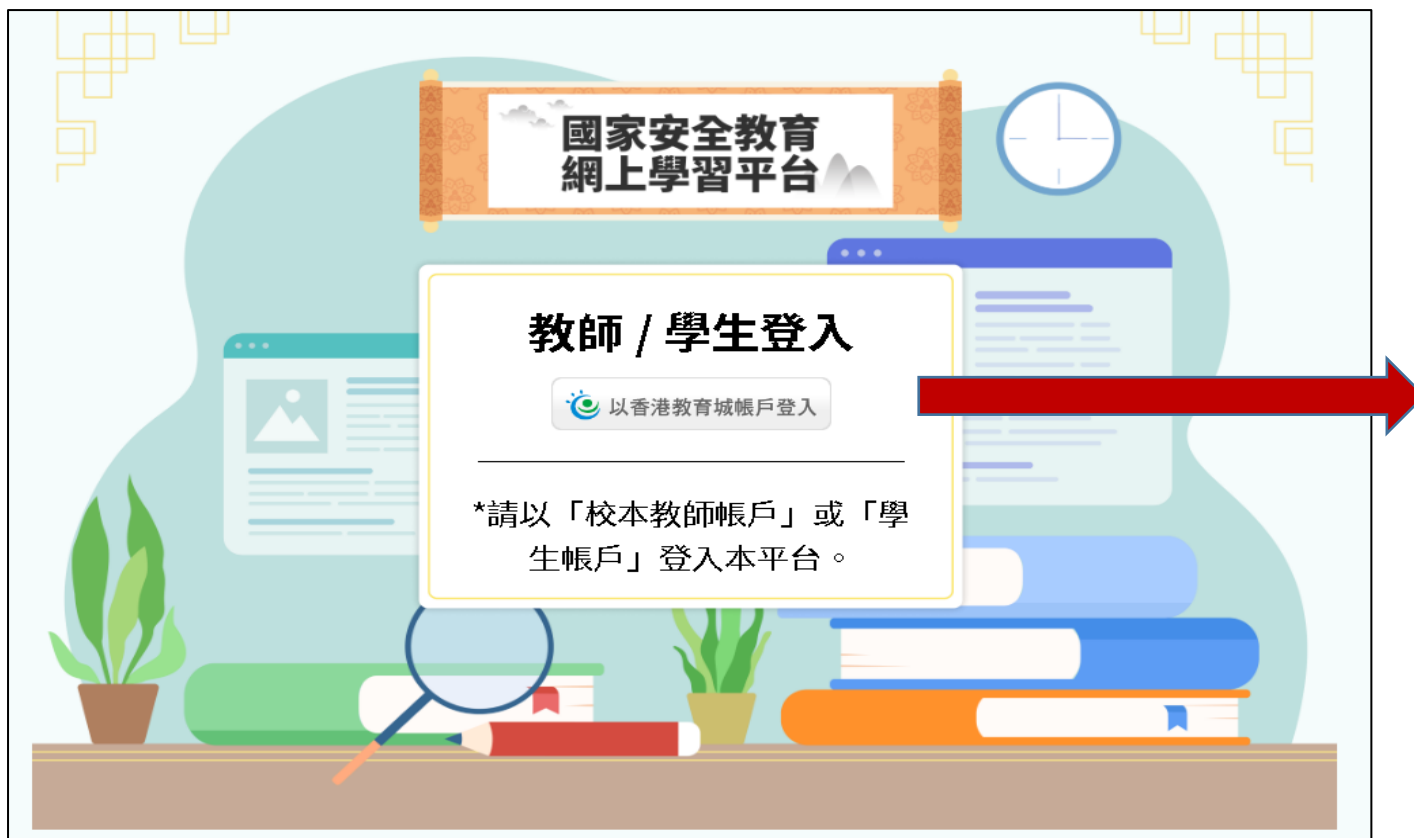 國家安全教育
網上學習平台
教師 / 學生登入
以香港教育城帳戶登入
*請以「校本教師帳戶」或「學
生帳戶」登入本平台。